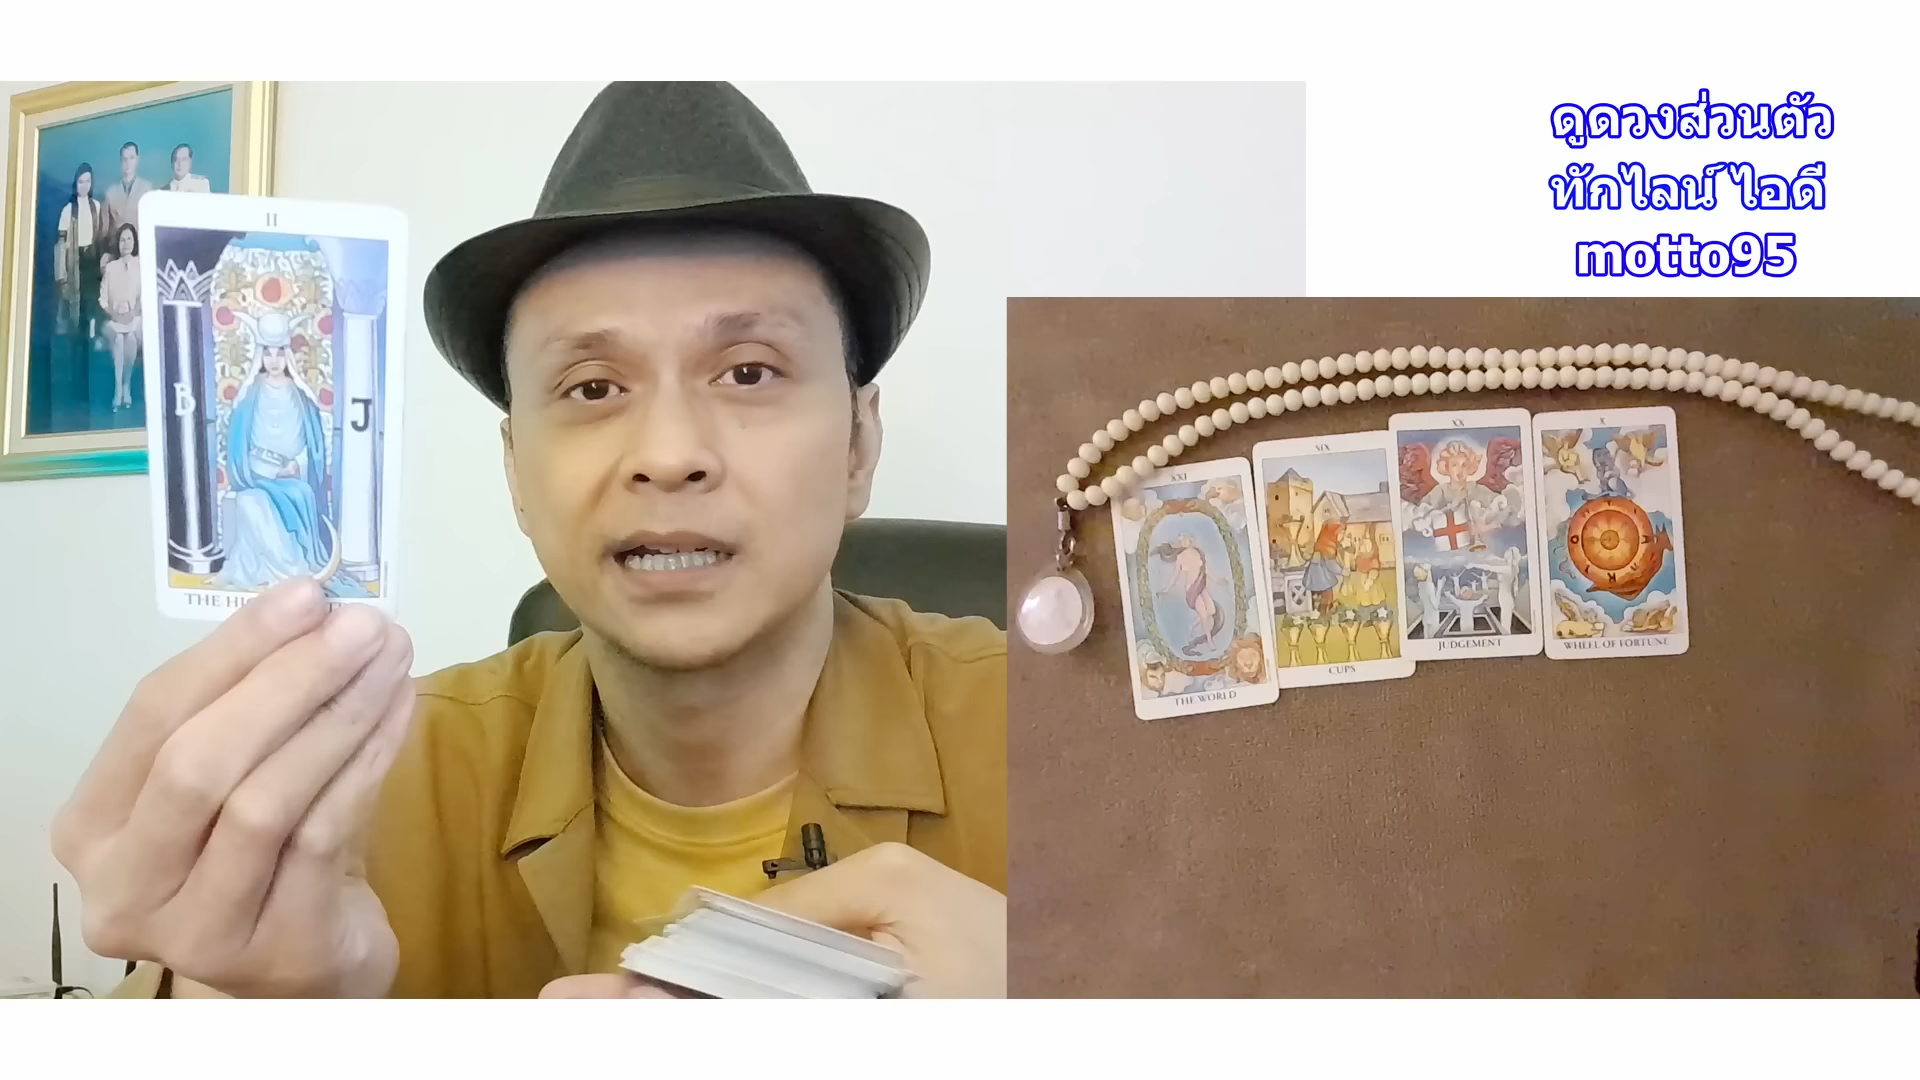 ดูดวงส่วนตัว
ทักไลน์ ไอดี
motto95
II
B
J
XXI
THE WORLD
SIX
CUPS
XX
JUDGEMENT
X
WHEEL OF FORTUNE